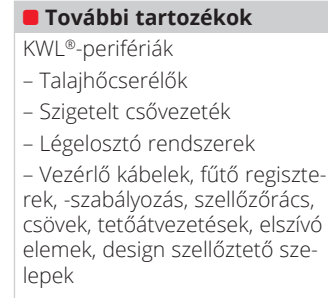 További tartozékok
KWL®-perifériák
– Talajhőcserélők
– Szigetelt csővezeték
– Légelosztó rendszerek
– Vezérlő kábelek, fűtő regiszte-
rek, -szabályozás, szellőzőrács,
csövek, tetőátvezetések, elszívó
elemek, design szellőztető sze-
lepek